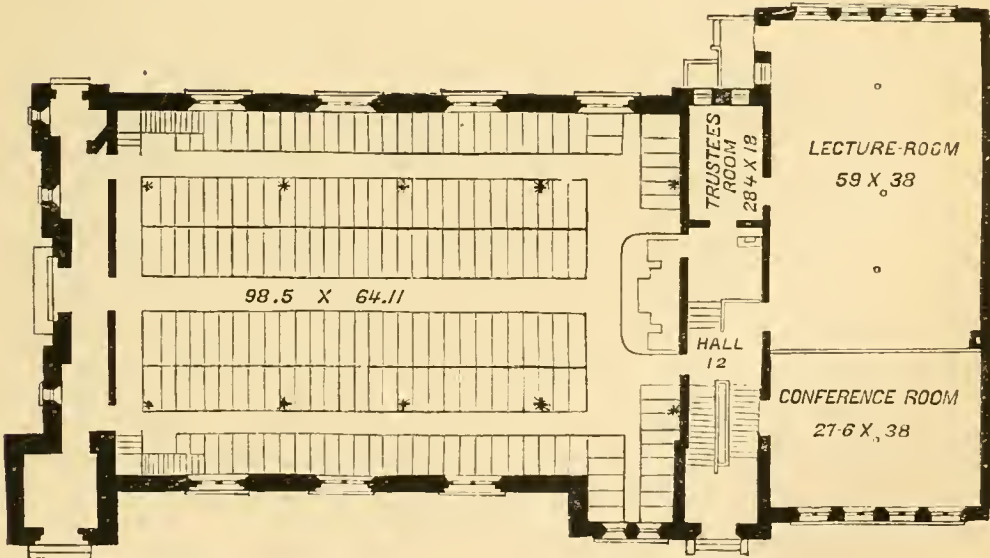 98.5 X 64.11
TRUSTEES
ROOM
28 4 X 18
LECTURE-ROOM
59 X 38
HALL
12
CONFERENCE ROOM
27-6 X 38